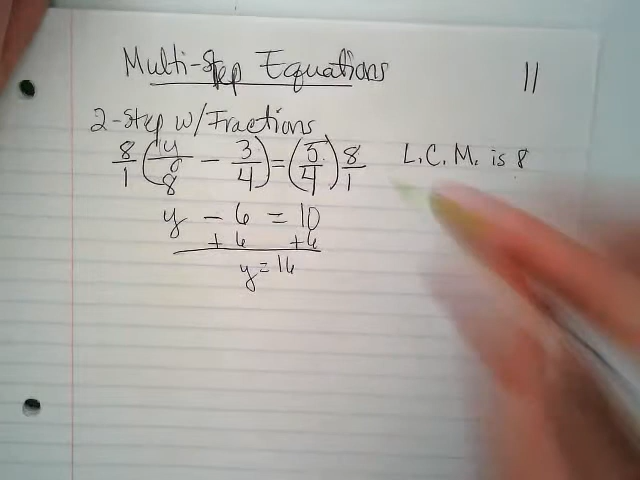 Multi-Step Equations 11
2-Step w/ Fractions
8/1 (y/8 - 3/4) = (5/4) 8/1 L.C.M. is 8
y - 6 = 10
+6 +6
y = 16